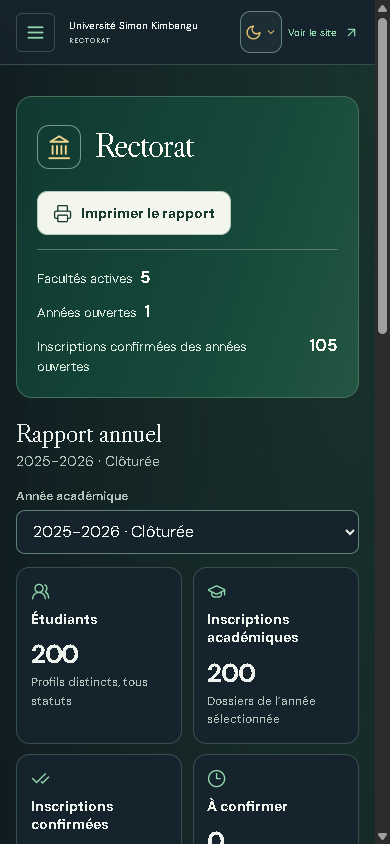 Université Simon Kimbangu
RECTORAT
Voir le site
Rectorat
Imprimer le rapport
Facultés actives 5
Années ouvertes 1
Inscriptions confirmées des années 105
ouvertes
Rapport annuel
2025–2026 · Clôturée
Année académique
2025–2026 · Clôturée
Étudiants
200
Profils distincts, tous
statuts
Inscriptions
académiques
200
Dossiers de l'année
sélectionnée
Inscriptions
confirmées
À confirmer
0